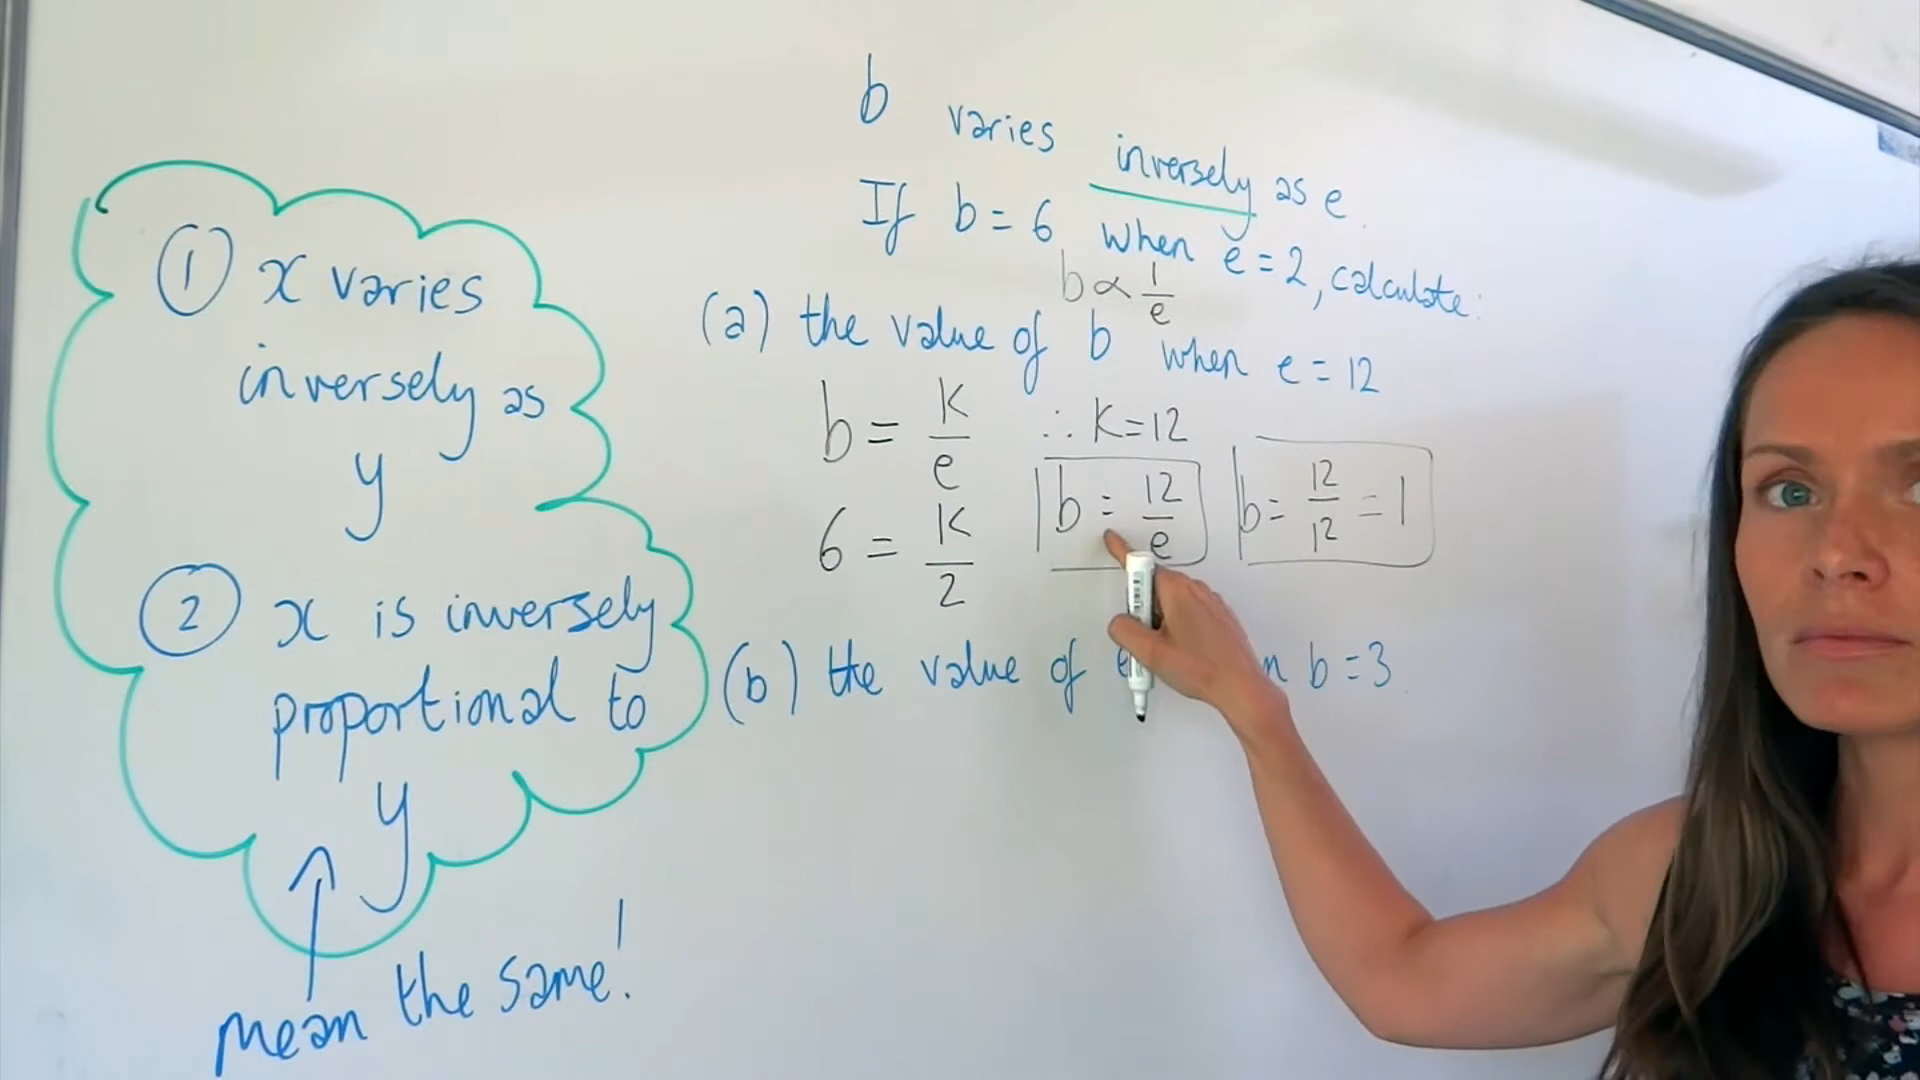 ① x varies
inversely as
y
② x is inversely
proportional to
y
mean the same!
b varies inversely as e.
If b = 6 when e = 2, calculate:
b ∝ 1/e
(a) the value of b when e = 12
b = K/e
∴ K = 12
6 = K/2
b = 12/e
b = 12/12 = 1
(b) the value of b = 3